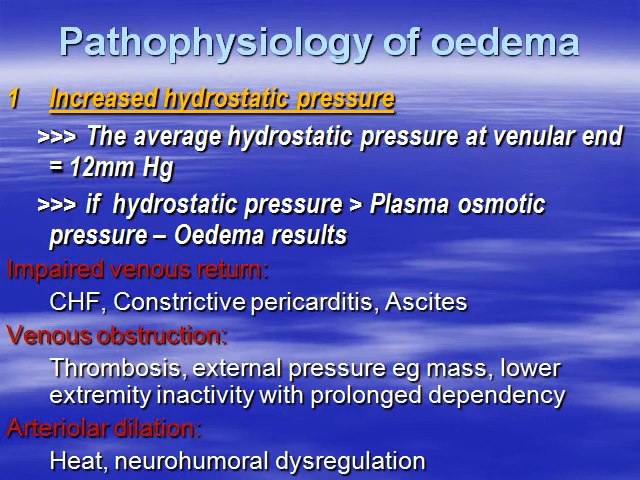 Pathophysiology of oedema
1 Increased hydrostatic pressure
>>> The average hydrostatic pressure at venular end
= 12mm Hg
>>> if hydrostatic pressure > Plasma osmotic
pressure – Oedema results
Impaired venous return:
CHF, Constrictive pericarditis, Ascites
Venous obstruction:
Thrombosis, external pressure eg mass, lower
extremity inactivity with prolonged dependency
Arteriolar dilation:
Heat, neurohumoral dysregulation